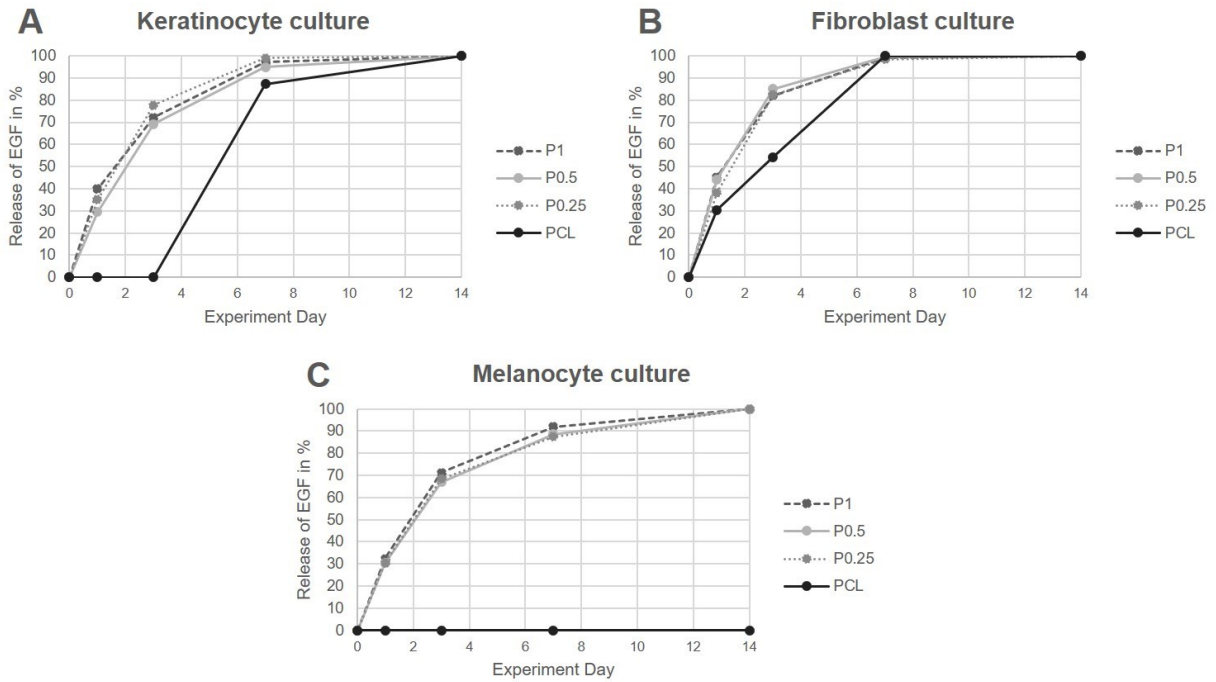 A
Keratinocyte culture
Release of EGF in %
100
90
80
70
60
50
40
30
20
10
0
0 2 4 6 8 10 12 14
Experiment Day
P1
P0.5
P0.25
PCL
B
Fibroblast culture
Release of EGF in %
100
90
80
70
60
50
40
30
20
10
0
0 2 4 6 8 10 12 14
Experiment Day
P1
P0.5
P0.25
PCL
C
Melanocyte culture
Release of EGF in %
100
90
80
70
60
50
40
30
20
10
0
0 2 4 6 8 10 12 14
Experiment Day
P1
P0.5
P0.25
PCL